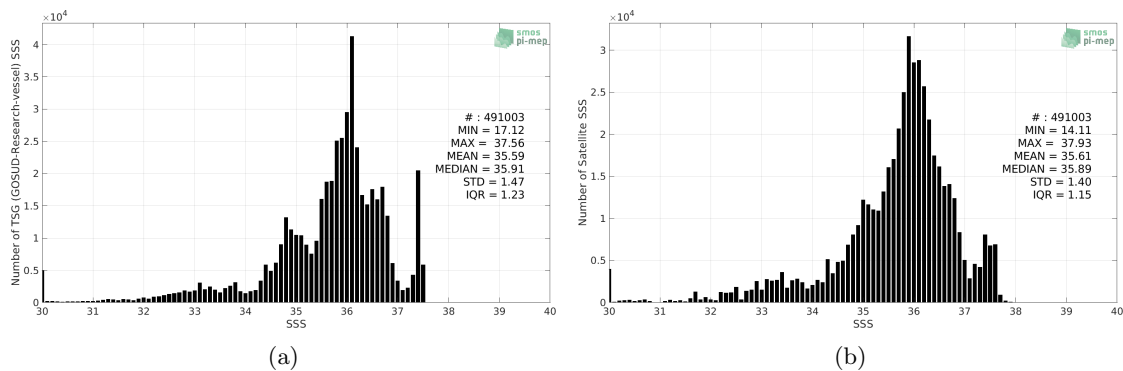 ×10⁴
4
3.5
3
2.5
2
1.5
1
0.5
0
30 31 32 33 34 35 36 37 38 39 40
SSS
Number of TSG (GOSUD-Research-vessel) SSS
smos
pi-mep
# : 491003
MIN = 17.12
MAX = 37.56
MEAN = 35.59
MEDIAN = 35.91
STD = 1.47
IQR = 1.23
(a)
×10⁴
3
2.5
2
1.5
1
0.5
0
30 31 32 33 34 35 36 37 38 39 40
SSS
Number of Satellite SSS
smos
pi-mep
# : 491003
MIN = 14.11
MAX = 37.93
MEAN = 35.61
MEDIAN = 35.89
STD = 1.40
IQR = 1.15
(b)